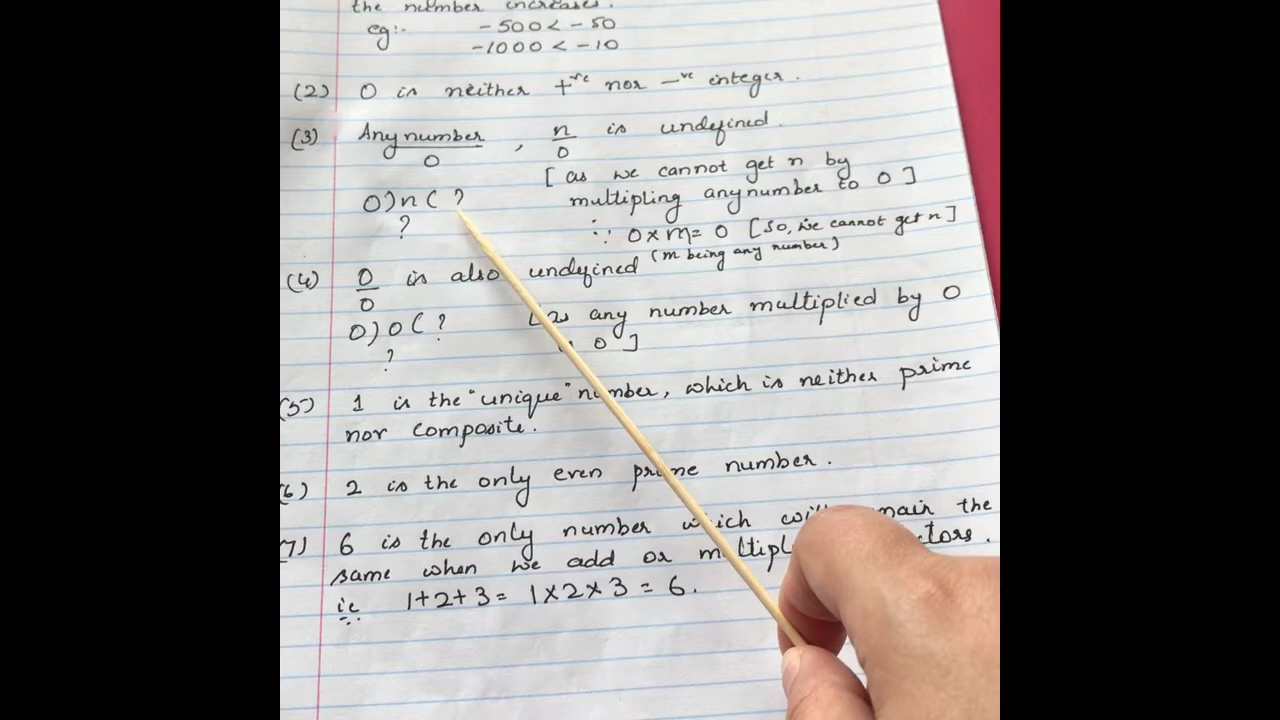 the number increases.
eg:- -500 < -50
-1000 < -10
(2) 0 is neither +ve nor -ve integer.
(3) Any number/0 , n/0 is undefined.
[as we cannot get n by
0)n( ? multipling any number to 0]
? ∵ 0×m=0 [So, we cannot get n]
(m being any number)
(4) 0/0 is also undefined
0)0( ? [as any number multiplied by 0
? 0]
(5) 1 is the "unique" number, which is neither prime
nor composite.
(6) 2 is the only even prime number.
(7) 6 is the only number which will the
same when we add or
ie 1+2+3 = 1×2×3 = 6.